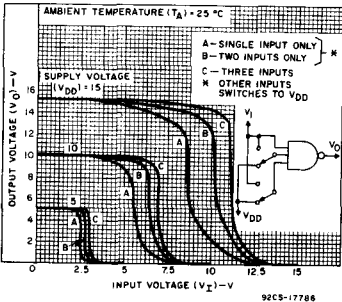 AMBIENT TEMPERATURE (TA) = 25 °C
A-SINGLE INPUT ONLY
B-TWO INPUTS ONLY
*
C-THREE INPUTS
* OTHER INPUTS
SWITCHES TO VDD
SUPPLY VOLTAGE
(VDD) = 15
10
5
A
B
C
A
B
C
A
B
C
VI
VO
VDD
OUTPUT VOLTAGE (VO)-V
16
14
12
10
8
6
4
2
0
0
2.5
5
7.5
10
12.5
15
INPUT VOLTAGE (VI)-V
92CS-17786